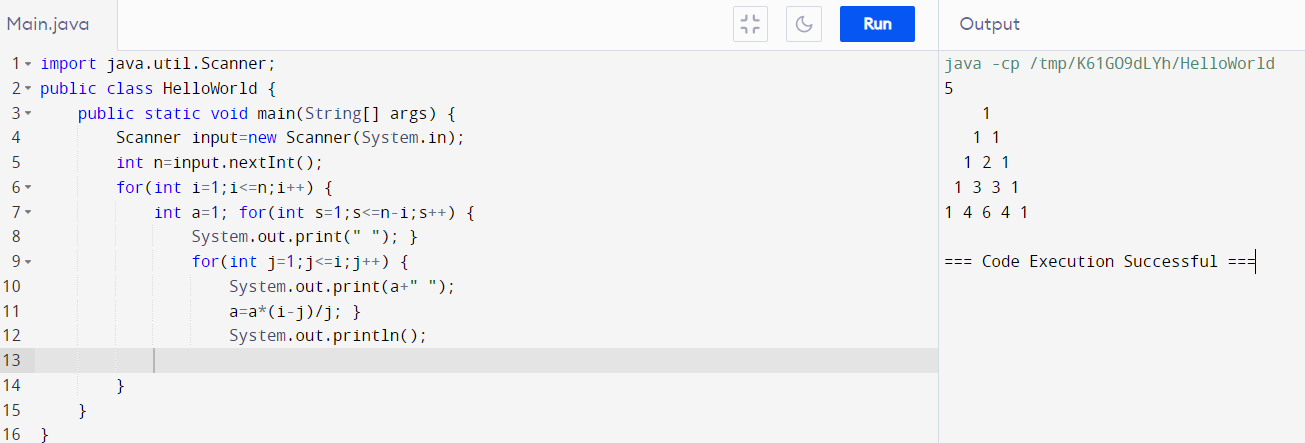 Main.java
Run
1 import java.util.Scanner;
2 public class HelloWorld {
3     public static void main(String[] args) {
4         Scanner input=new Scanner(System.in);
5         int n=input.nextInt();
6         for(int i=1;i<=n;i++) {
7             int a=1; for(int s=1;s<=n-i;s++) {
8                 System.out.print(" "); }
9                 for(int j=1;j<=i;j++) {
10                     System.out.print(a+" ");
11                     a=a*(i-j)/j; }
12                     System.out.println();
13
14         }
15     }
16 }
Output
java -cp /tmp/K61GO9dLYh/HelloWorld
5
    1
   1 1
  1 2 1
 1 3 3 1
1 4 6 4 1
=== Code Execution Successful ===